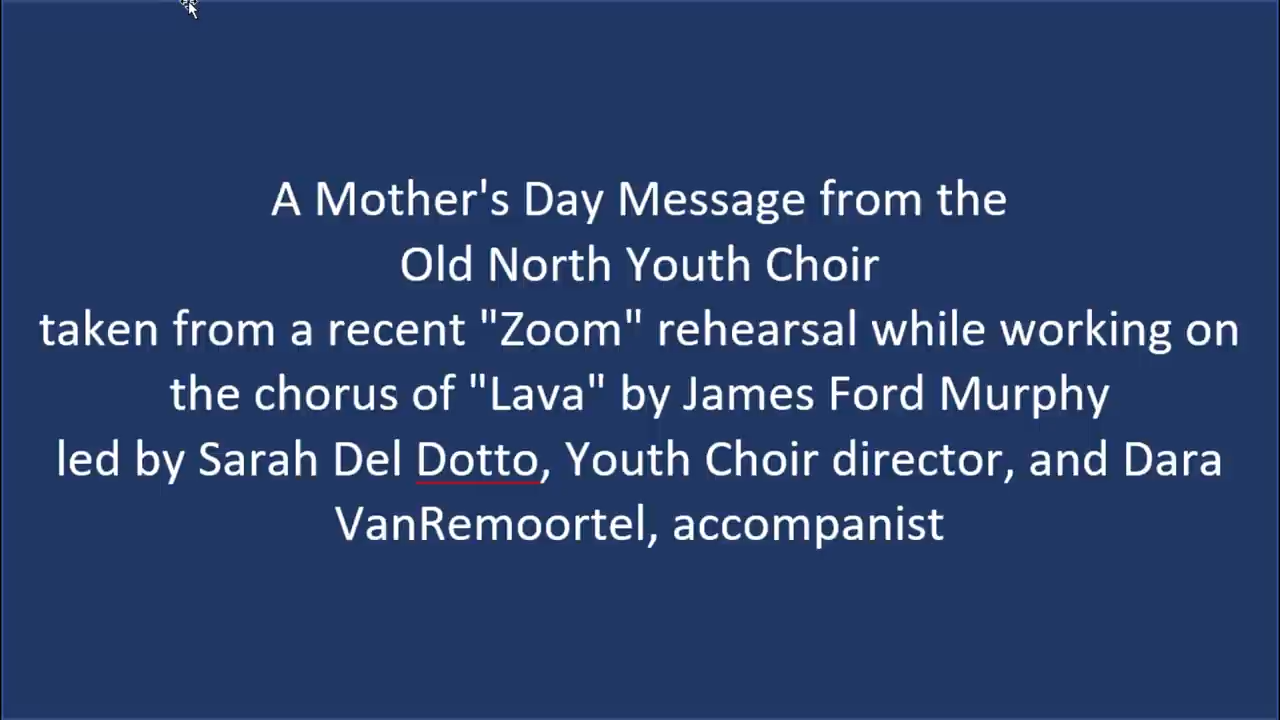 A Mother's Day Message from the
Old North Youth Choir
taken from a recent "Zoom" rehearsal while working on
the chorus of "Lava" by James Ford Murphy
led by Sarah Del Dotto, Youth Choir director, and Dara
VanRemoortel, accompanist